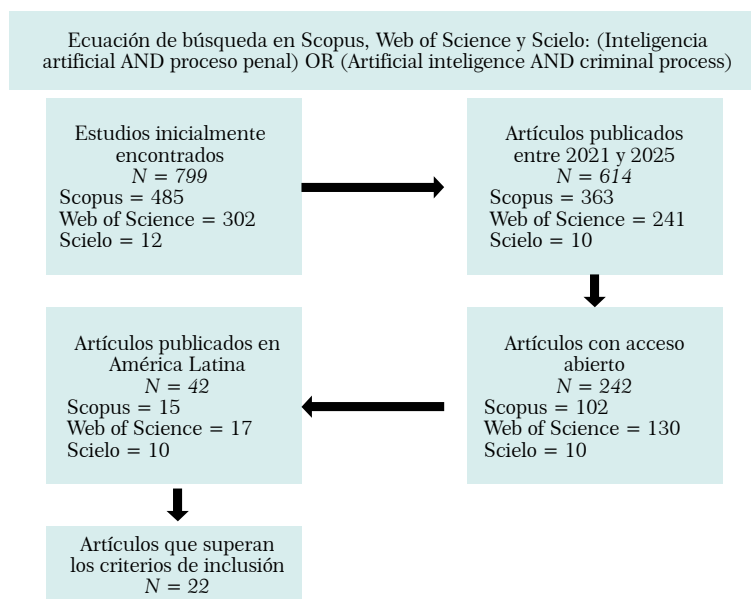 Ecuación de búsqueda en Scopus, Web of Science y Scielo: (Inteligencia
artificial AND proceso penal) OR (Artificial inteligence AND criminal process)
Estudios inicialmente
encontrados
N = 799
Scopus = 485
Web of Science = 302
Scielo = 12
Artículos publicados
entre 2021 y 2025
N = 614
Scopus = 363
Web of Science = 241
Scielo = 10
Artículos con acceso
abierto
N = 242
Scopus = 102
Web of Science = 130
Scielo = 10
Artículos publicados en
América Latina
N = 42
Scopus = 15
Web of Science = 17
Scielo = 10
Artículos que superan
los criterios de inclusión
N = 22